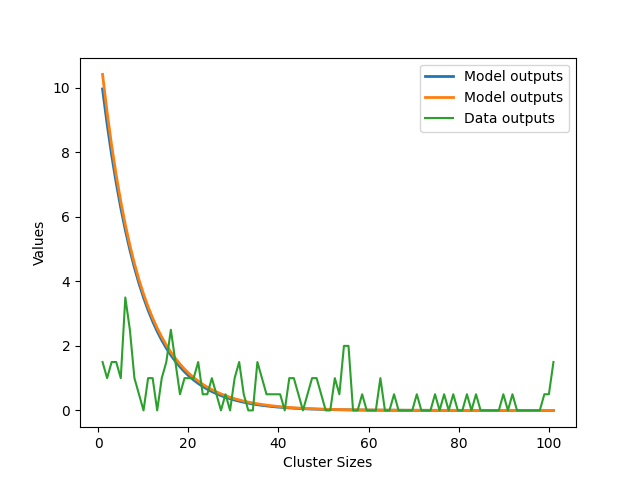 Model outputs
Model outputs
Data outputs
Values
10
8
6
4
2
0
0 20 40 60 80 100
Cluster Sizes